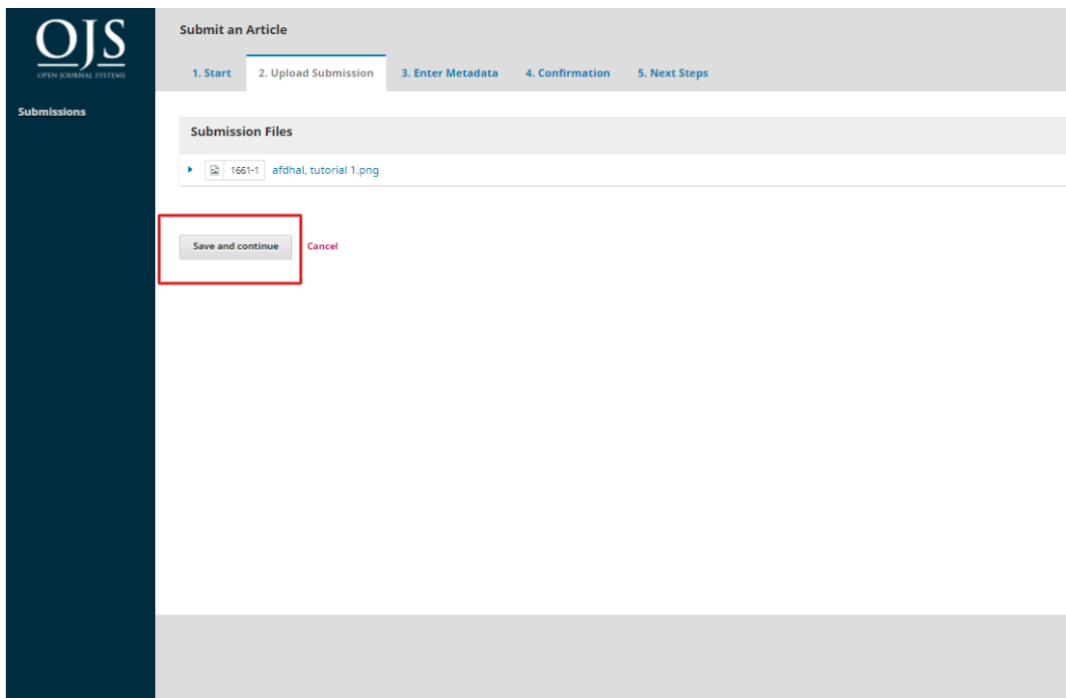 OJS
OPEN JOURNAL SYSTEMS
Submissions
Submit an Article
1. Start 2. Upload Submission 3. Enter Metadata 4. Confirmation 5. Next Steps
Submission Files
1661-1 afdhal, tutorial 1.png
Save and continue Cancel